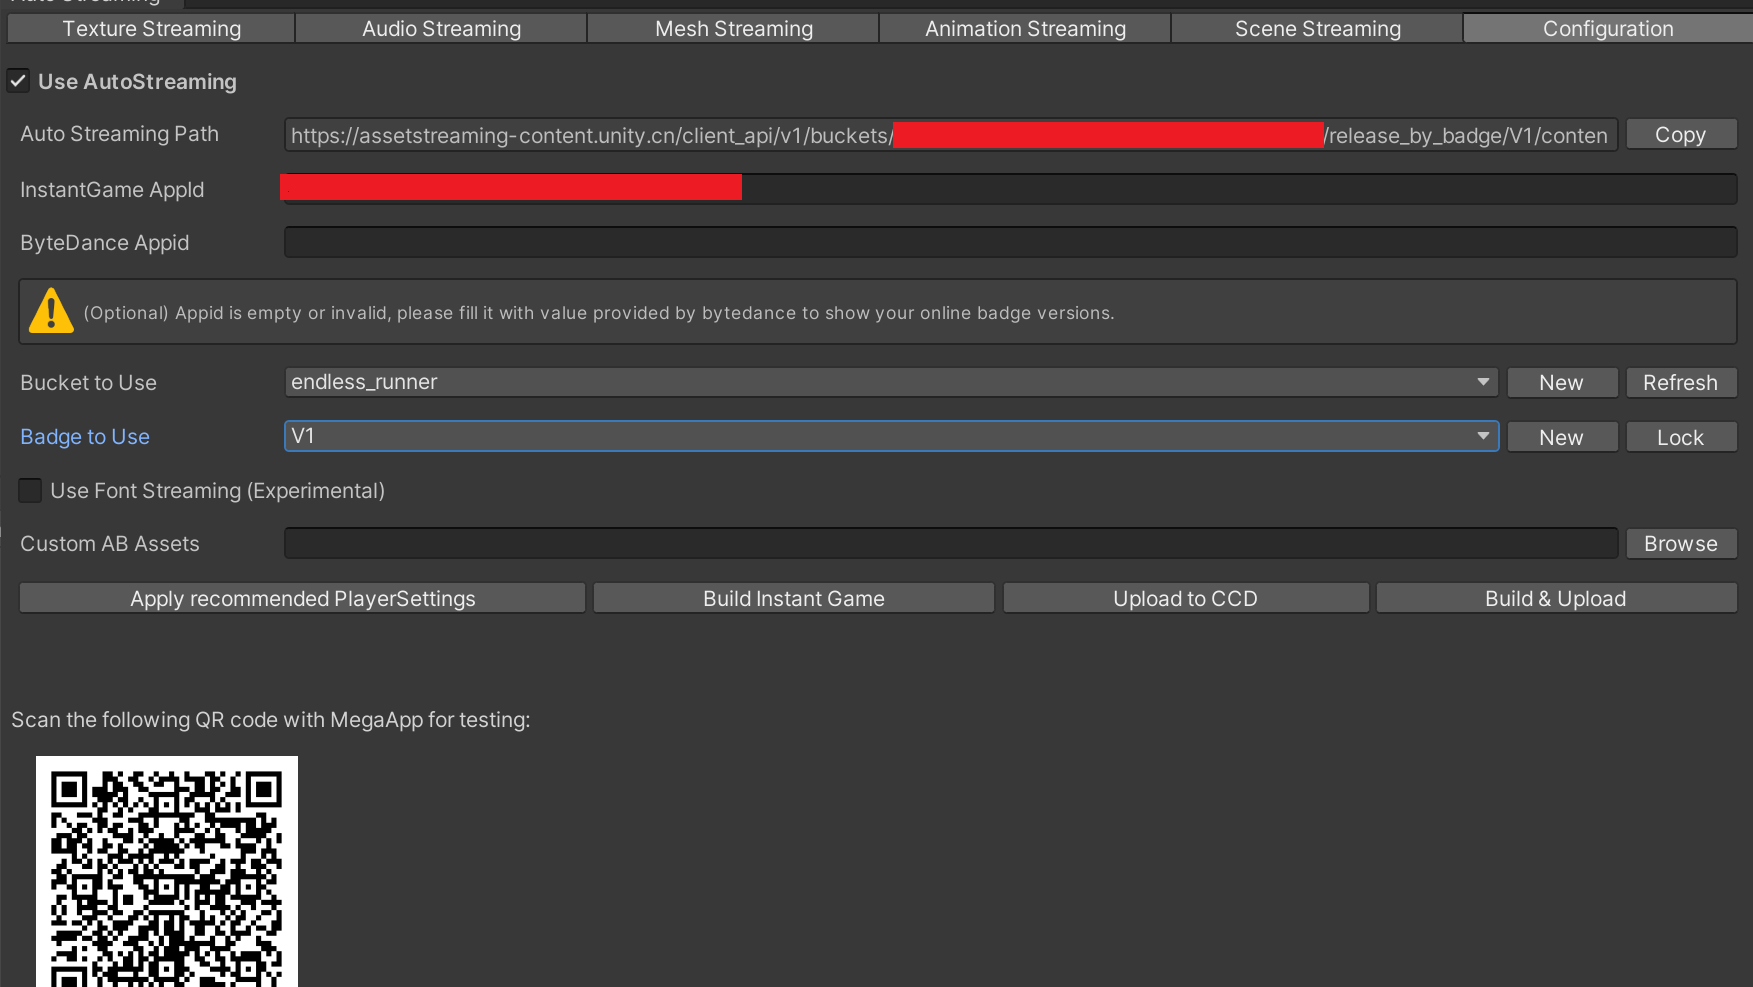 Texture Streaming Audio Streaming Mesh Streaming Animation Streaming Scene Streaming Configuration
Use AutoStreaming
Auto Streaming Path https://assetstreaming-content.unity.cn/client_api/v1/buckets/ /release_by_badge/V1/conten Copy
InstantGame AppId
ByteDance Appid
(Optional) Appid is empty or invalid, please fill it with value provided by bytedance to show your online badge versions.
Bucket to Use endless_runner New Refresh
Badge to Use V1 New Lock
Use Font Streaming (Experimental)
Custom AB Assets Browse
Apply recommended PlayerSettings Build Instant Game Upload to CCD Build & Upload
Scan the following QR code with MegaApp for testing: